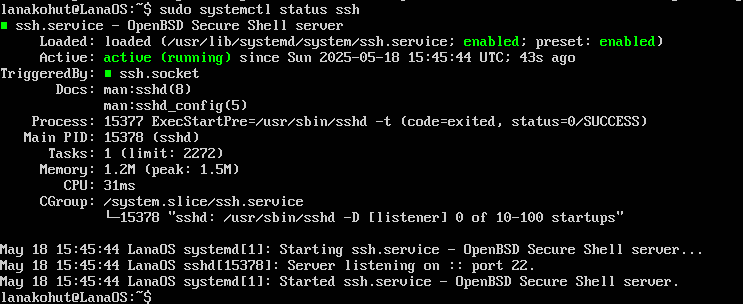 lanakohut@LanaOS:~$ sudo systemctl status ssh
■ ssh.service - OpenBSD Secure Shell server
     Loaded: loaded (/usr/lib/systemd/system/ssh.service; enabled; preset: enabled)
     Active: active (running) since Sun 2025-05-18 15:45:44 UTC; 43s ago
TriggeredBy: ■ ssh.socket
       Docs: man:sshd(8)
             man:sshd_config(5)
    Process: 15377 ExecStartPre=/usr/sbin/sshd -t (code=exited, status=0/SUCCESS)
   Main PID: 15378 (sshd)
      Tasks: 1 (limit: 2272)
     Memory: 1.2M (peak: 1.5M)
        CPU: 31ms
     CGroup: /system.slice/ssh.service
             └─15378 "sshd: /usr/sbin/sshd -D [listener] 0 of 10-100 startups"

May 18 15:45:44 LanaOS systemd[1]: Starting ssh.service - OpenBSD Secure Shell server...
May 18 15:45:44 LanaOS sshd[15378]: Server listening on :: port 22.
May 18 15:45:44 LanaOS systemd[1]: Started ssh.service - OpenBSD Secure Shell server.
lanakohut@LanaOS:~$